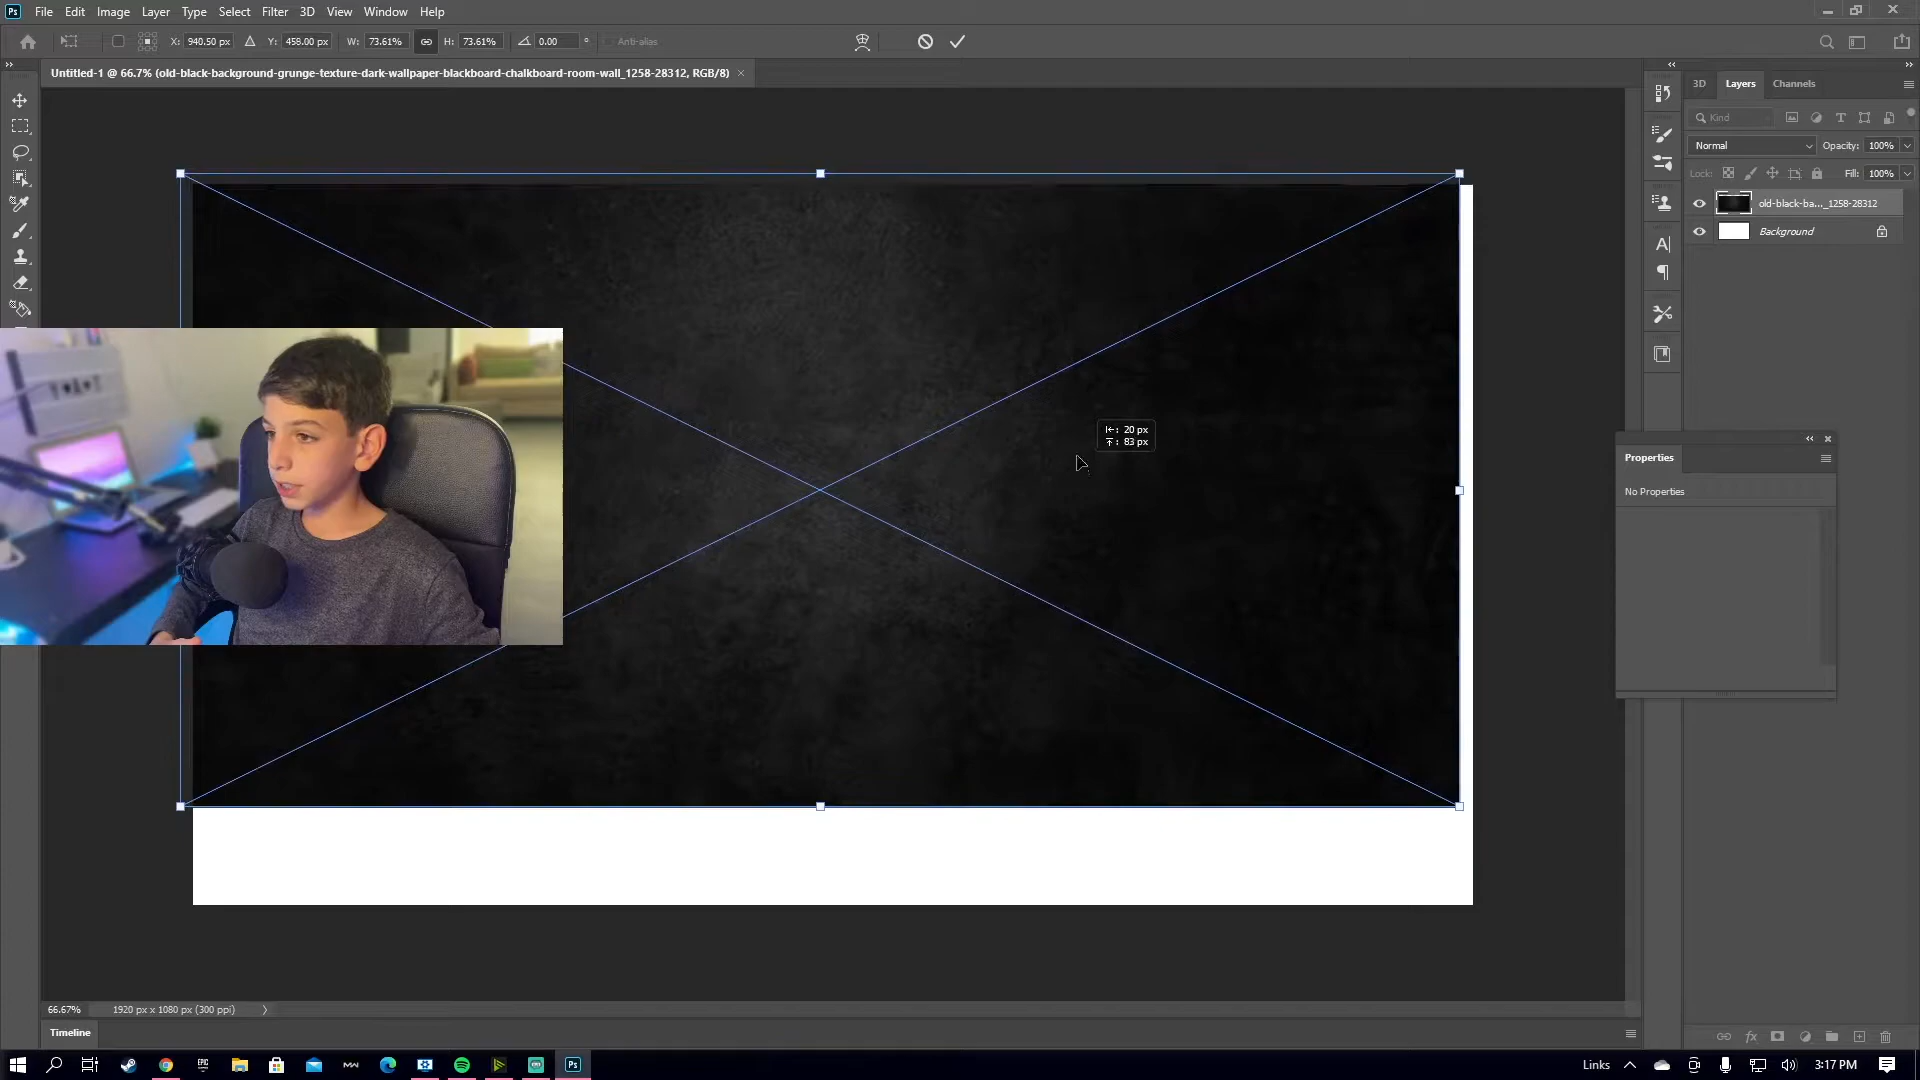 Ps File Edit Image Layer Type Select Filter 3D View Window Help
X: 940.50 px Y: 458.00 px W: 73.61% H: 73.61% 0.00 ° Anti-alias
Untitled-1 @ 66.7% (old-black-background-grunge-texture-dark-wallpaper-blackboard-chalkboard-room-wall_1258-28312, RGB/8) ×
3D Layers Channels
Kind
Normal Opacity: 100%
Lock: Fill: 100%
old-black-ba..._1258-28312
Background
: 20 px
: 83 px
Properties
No Properties
66.67% 1920 px x 1080 px (300 ppi)
Timeline
EPIC
MW
Ps
Links
3:17 PM